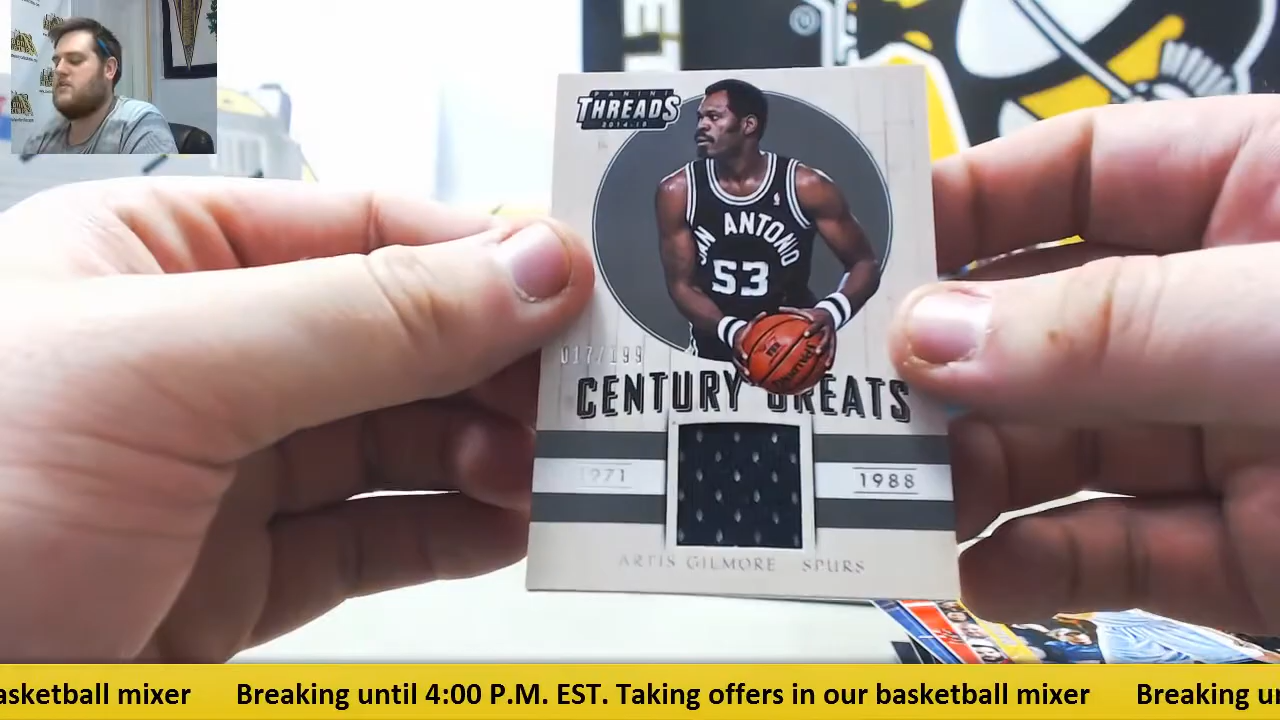 PANINI
THREADS
2014-15
SAN ANTONIO
53
017/199
CENTURY GREATS
1971
1988
ARTIS GILMORE SPURS
asketball mixer Breaking until 4:00 P.M. EST. Taking offers in our basketball mixer Breaking un